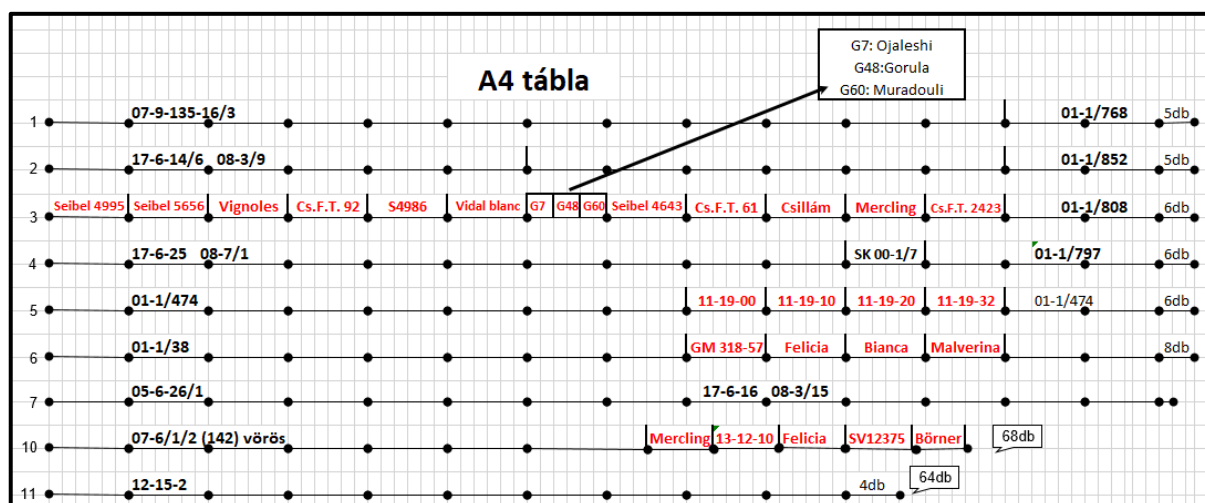 G7: Ojaleshi
G48:Gorula
G60: Muradouli
A4 tábla
1 07-9-135-16/3 01-1/768 5db
2 17-6-14/6 08-3/9 01-1/852 5db
3 Seibel 4995 Seibel 5656 Vignoles Cs.F.T. 92 S4986 Vidal blanc G7 G48 G60 Seibel 4643 Cs.F.T. 61 Csillám Mercling Cs.F.T. 2423 01-1/808 6db
4 17-6-25 08-7/1 SK 00-1/7 01-1/797 6db
5 01-1/474 11-19-00 11-19-10 11-19-20 11-19-32 01-1/474 6db
6 01-1/38 GM 318-57 Felicia Bianca Malverina 8db
7 05-6-26/1 17-6-16 08-3/15
10 07-6/1/2 (142) vörös Mercling 13-12-10 Felicia SV12375 Börner 68db
11 12-15-2 4db 64db